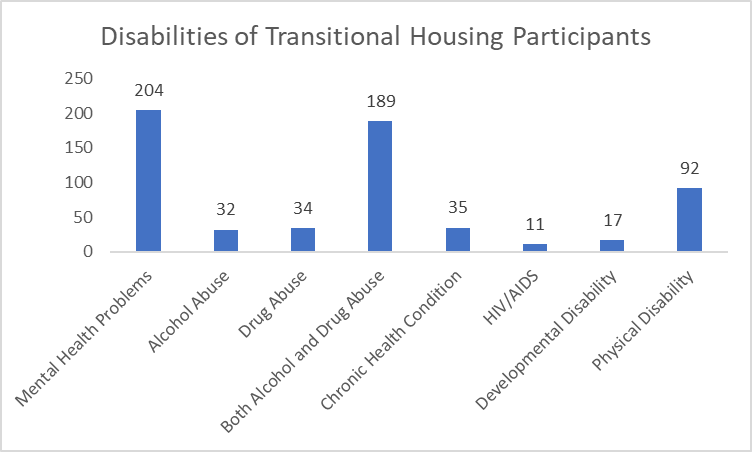 Disabilities of Transitional Housing Participants
250
200
150
100
50
0
204
32
34
189
35
11
17
92
Mental Health Problems
Alcohol Abuse
Drug Abuse
Both Alcohol and Drug Abuse
Chronic Health Condition
HIV/AIDS
Developmental Disability
Physical Disability